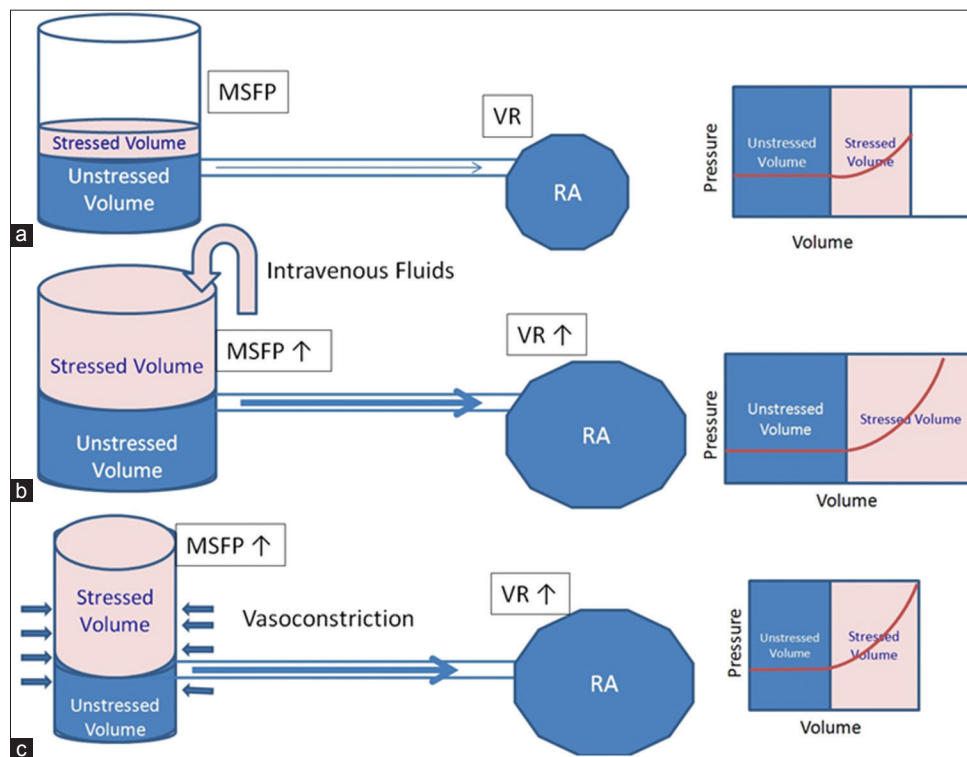 MSFP
VR
Stressed Volume
Unstressed
Volume
RA
Pressure
Unstressed
Volume
Stressed
Volume
Volume
a
Intravenous Fluids
Stressed Volume
MSFP ↑
VR ↑
Unstressed
Volume
RA
Pressure
Unstressed
Volume
Stressed Volume
Volume
b
MSFP ↑
Stressed
Volume
Vasoconstriction
VR ↑
Unstressed
Volume
RA
Pressure
Unstressed
Volume
Stressed
Volume
Volume
c